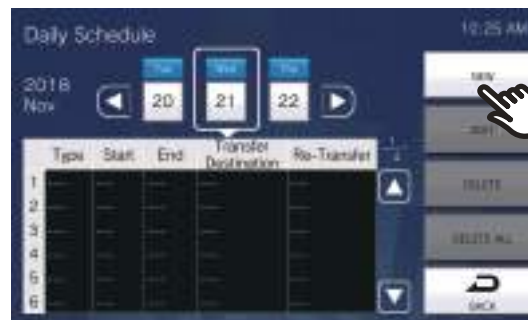 Daily Schedule
10:25 AM
2018
Nov
Tue
Wed
Thu
20
21
22
NEW
EDIT
DELETE
DELETE ALL
BACK
Type Start End Transfer Destination Re-Transfer
1 --- --- --- --- ---
2 --- --- --- --- ---
3 --- --- --- --- ---
4 --- --- --- --- ---
5 --- --- --- --- ---
6 --- --- --- --- ---